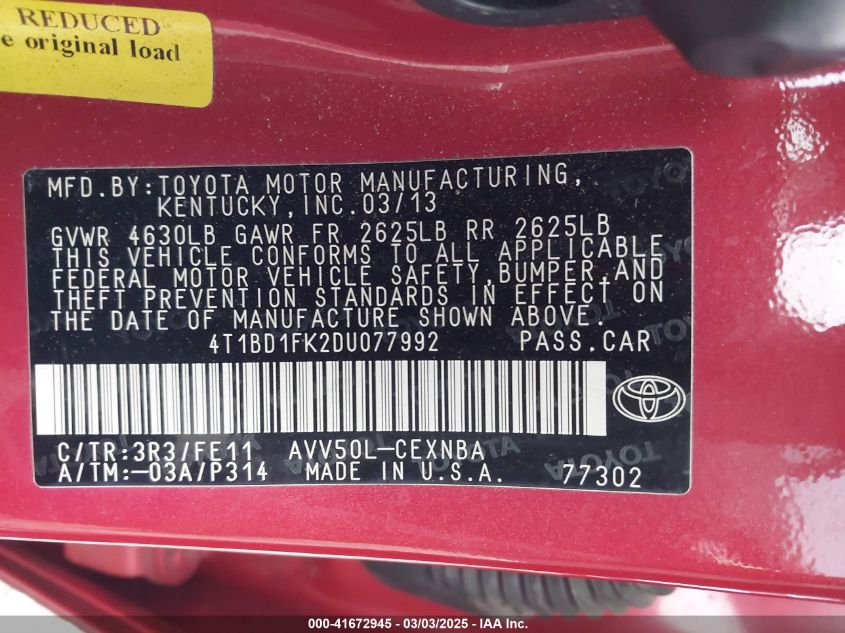 REDUCED
e original load
MFD.BY:TOYOTA MOTOR MANUFACTURING,
KENTUCKY,INC.03/13
GVWR 4630LB GAWR FR 2625LB RR 2625LB
THIS VEHICLE CONFORMS TO ALL APPLICABLE
FEDERAL MOTOR VEHICLE SAFETY,BUMPER,AND
THEFT PREVENTION STANDARDS IN EFFECT ON
THE DATE OF MANUFACTURE SHOWN ABOVE.
4T1BD1FK2DU077992 PASS.CAR
C/TR:3R3/FE11 AVV50L-CEXNBA
A/TM:-03A/P314 MADE IN U.S.A. 77302
000-41672945 - 03/03/2025 - IAA Inc.